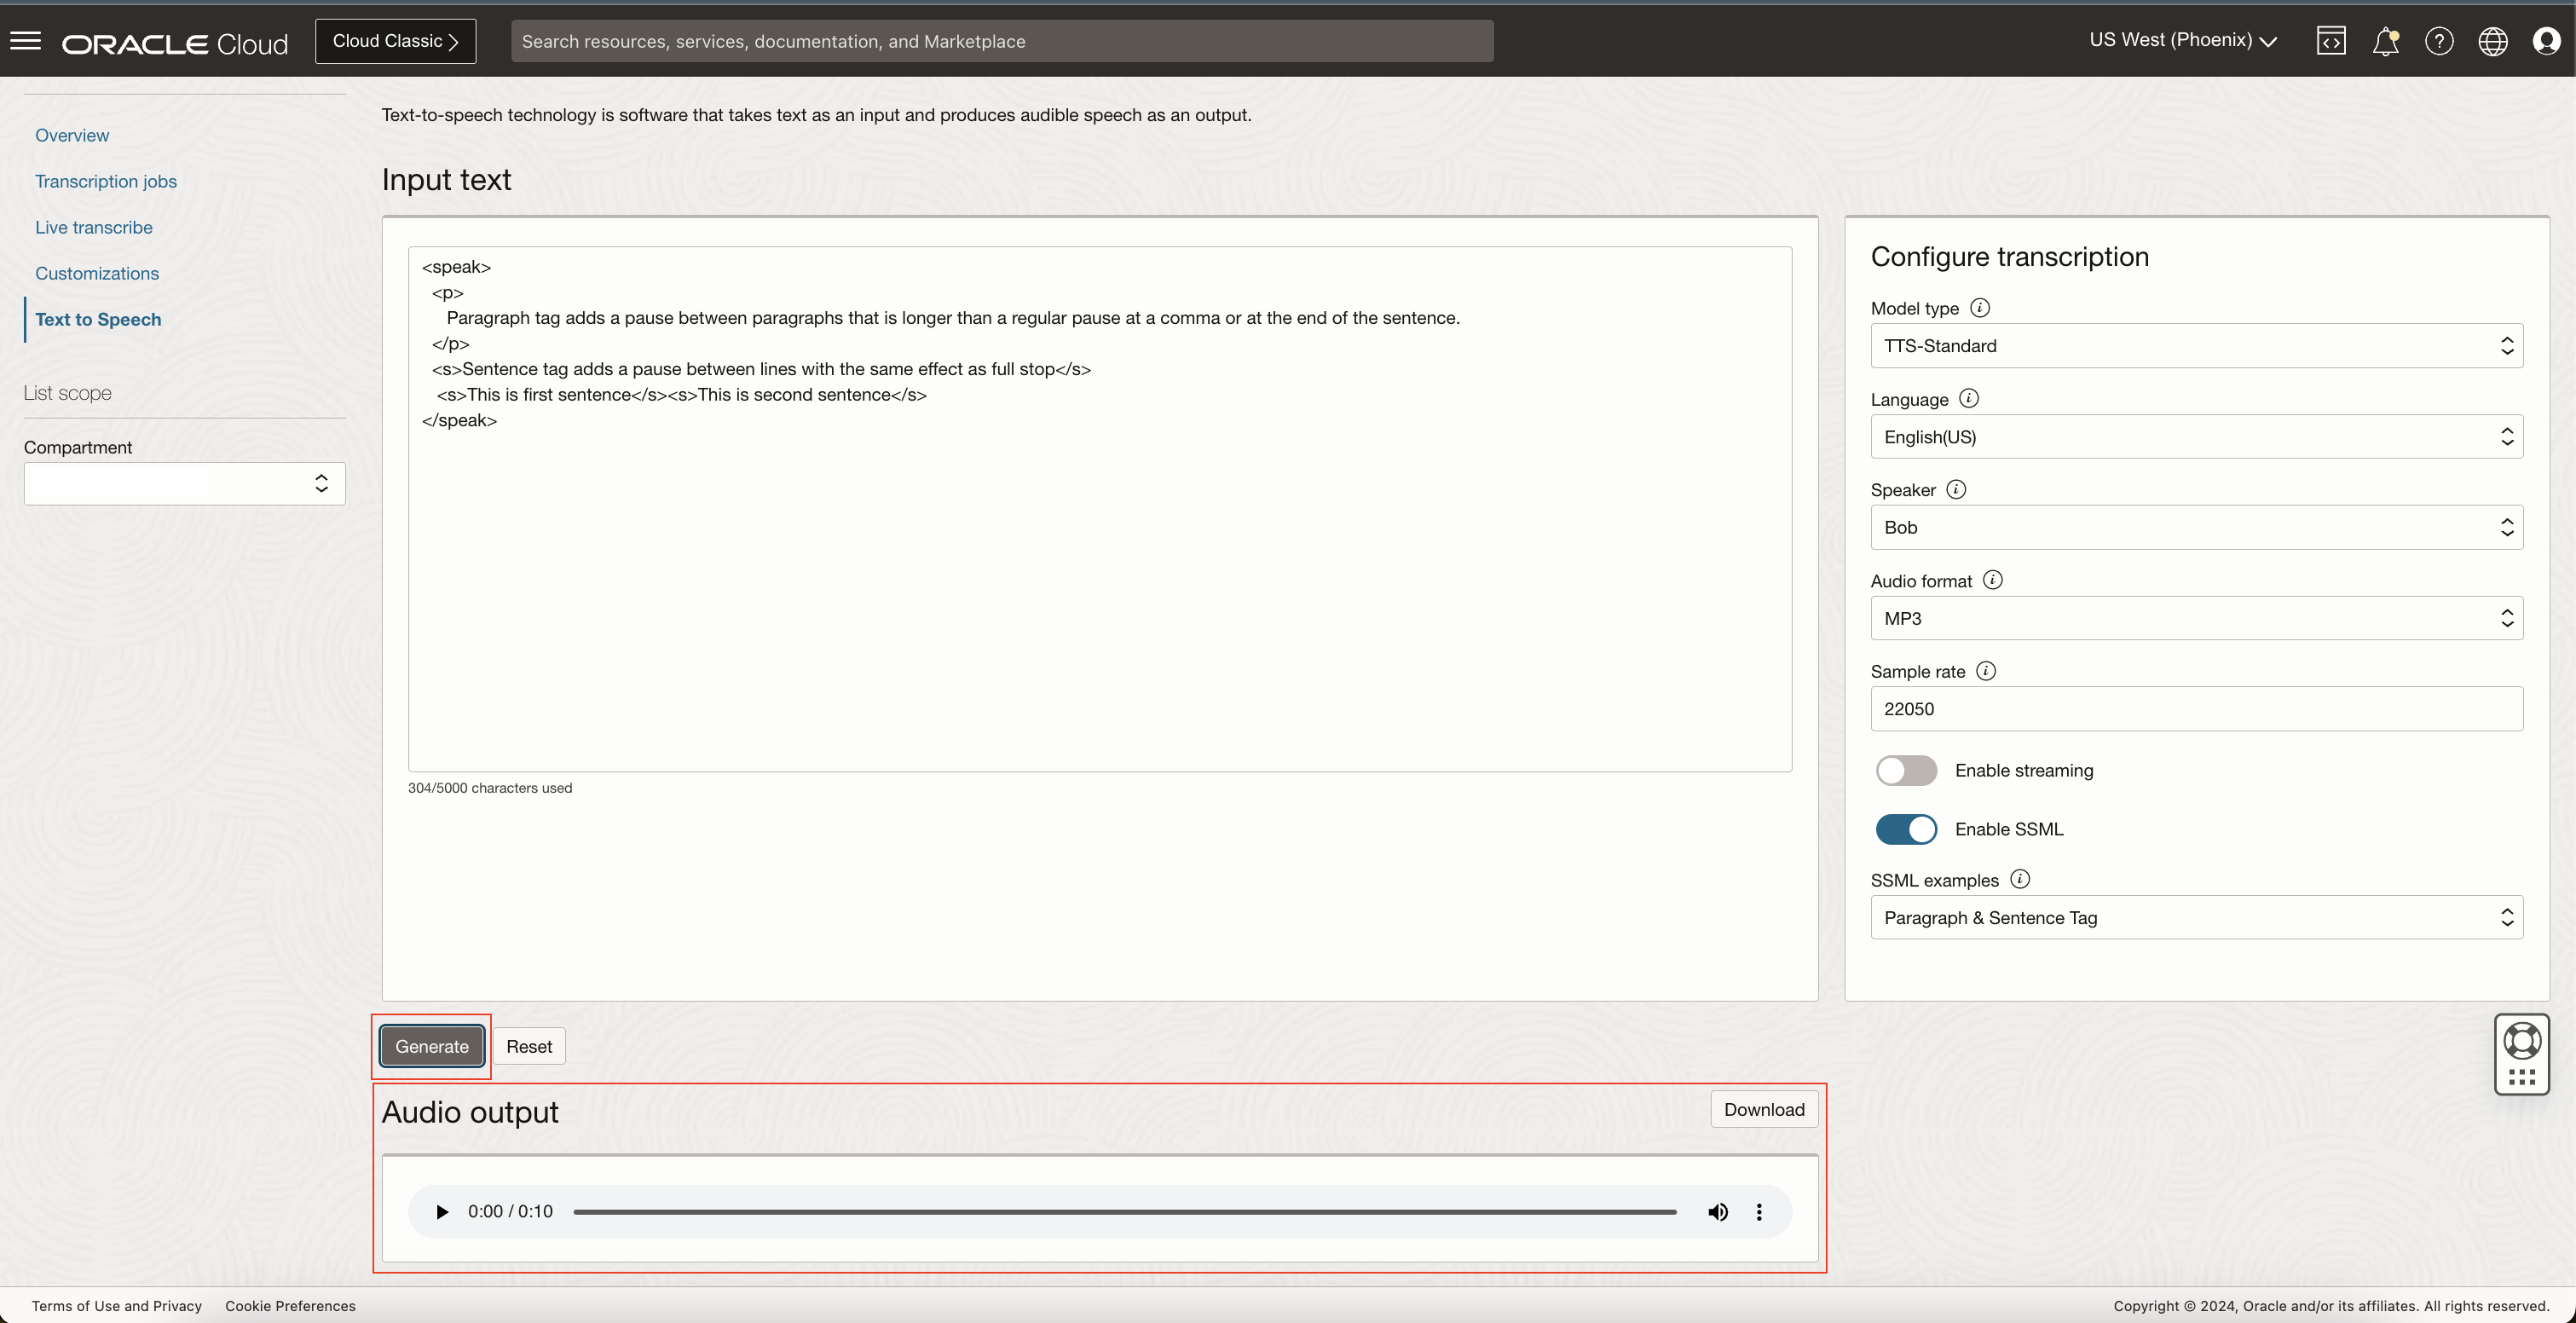 ORACLE Cloud
Cloud Classic
Search resources, services, documentation, and Marketplace
US West (Phoenix)
Overview
Transcription jobs
Live transcribe
Customizations
Text to Speech
List scope
Compartment
Text-to-speech technology is software that takes text as an input and produces audible speech as an output.
Input text
<speak>
<p>
Paragraph tag adds a pause between paragraphs that is longer than a regular pause at a comma or at the end of the sentence.
</p>
<s>Sentence tag adds a pause between lines with the same effect as full stop</s>
<s>This is first sentence</s><s>This is second sentence</s>
</speak>
304/5000 characters used
Configure transcription
Model type
TTS-Standard
Language
English(US)
Speaker
Bob
Audio format
MP3
Sample rate
22050
Enable streaming
Enable SSML
SSML examples
Paragraph & Sentence Tag
Generate
Reset
Audio output
Download
0:00 / 0:10
Terms of Use and Privacy
Cookie Preferences
Copyright © 2024, Oracle and/or its affiliates. All rights reserved.